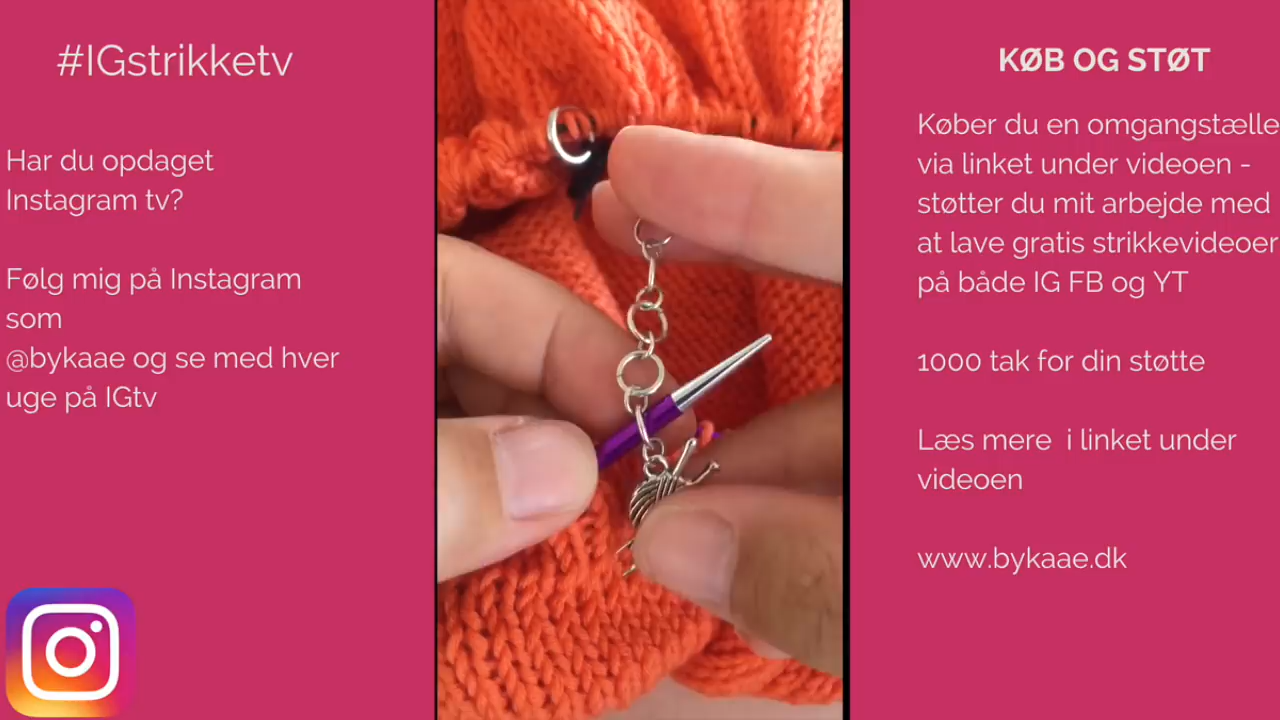 #IGstrikketv
Har du opdaget
Instagram tv?
Følg mig på Instagram
som
@bykaae og se med hver
uge på IGtv
KØB OG STØT
Køber du en omgangstælle
via linket under videoen -
støtter du mit arbejde med
at lave gratis strikkevideoer
på både IG FB og YT
1000 tak for din støtte
Læs mere i linket under
videoen
www.bykaae.dk